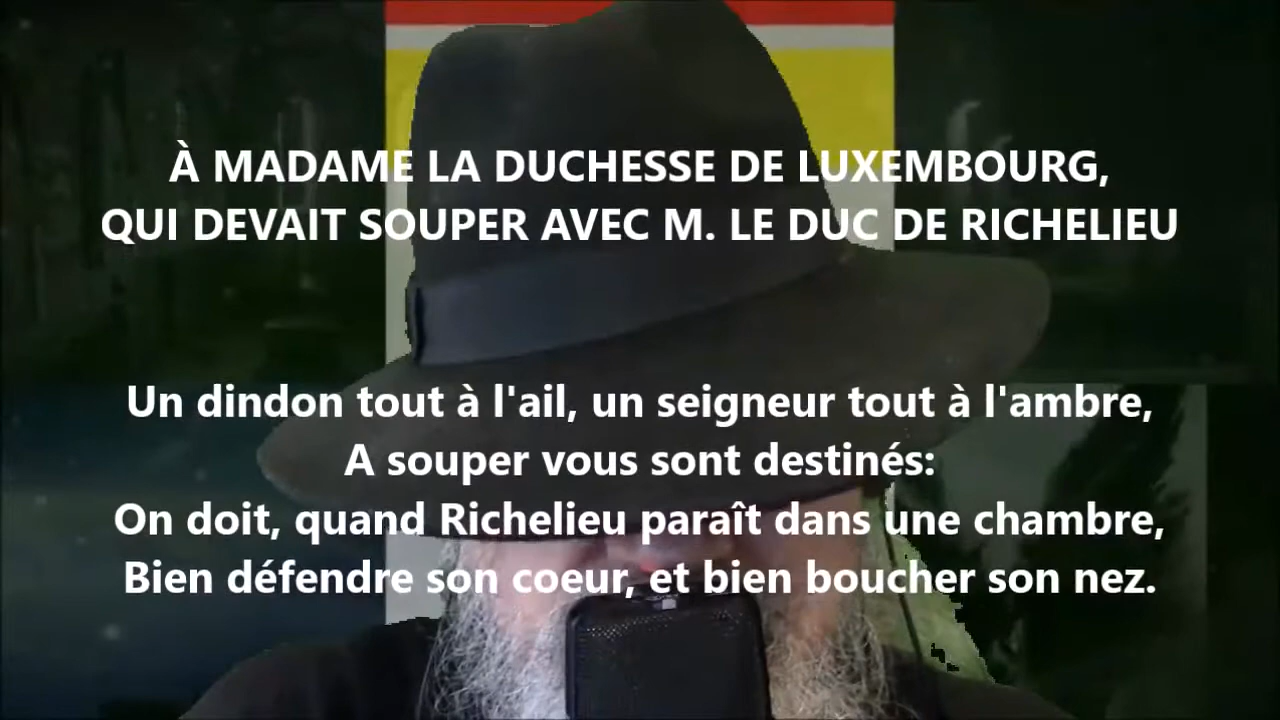 À MADAME LA DUCHESSE DE LUXEMBOURG,
QUI DEVAIT SOUPER AVEC M. LE DUC DE RICHELIEU
Un dindon tout à l'ail, un seigneur tout à l'ambre,
A souper vous sont destinés:
On doit, quand Richelieu paraît dans une chambre,
Bien défendre son coeur, et bien boucher son nez.